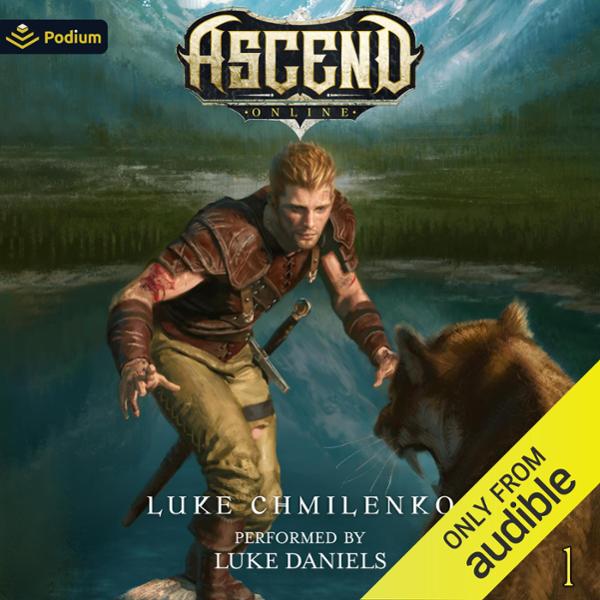 Podium
ASCEND
ONLINE
LUKE CHMILENKO
PERFORMED BY
LUKE DANIELS
ONLY FROM
audible
1